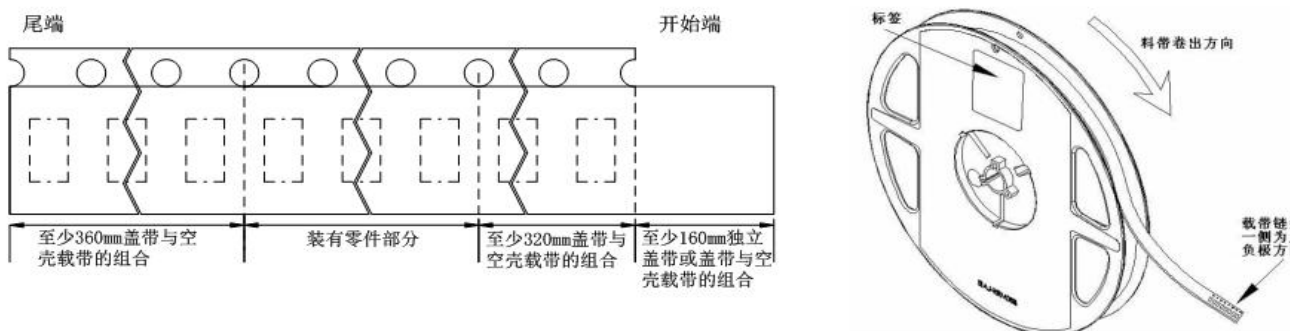 尾端
开始端
至少360mm盖带与空
壳载带的组合
装有零件部分
至少320mm盖带与
空壳载带的组合
至少160mm独立
盖带或盖带与空
壳载带的组合
标签
料带卷出方向
载带链
一侧为
负极方